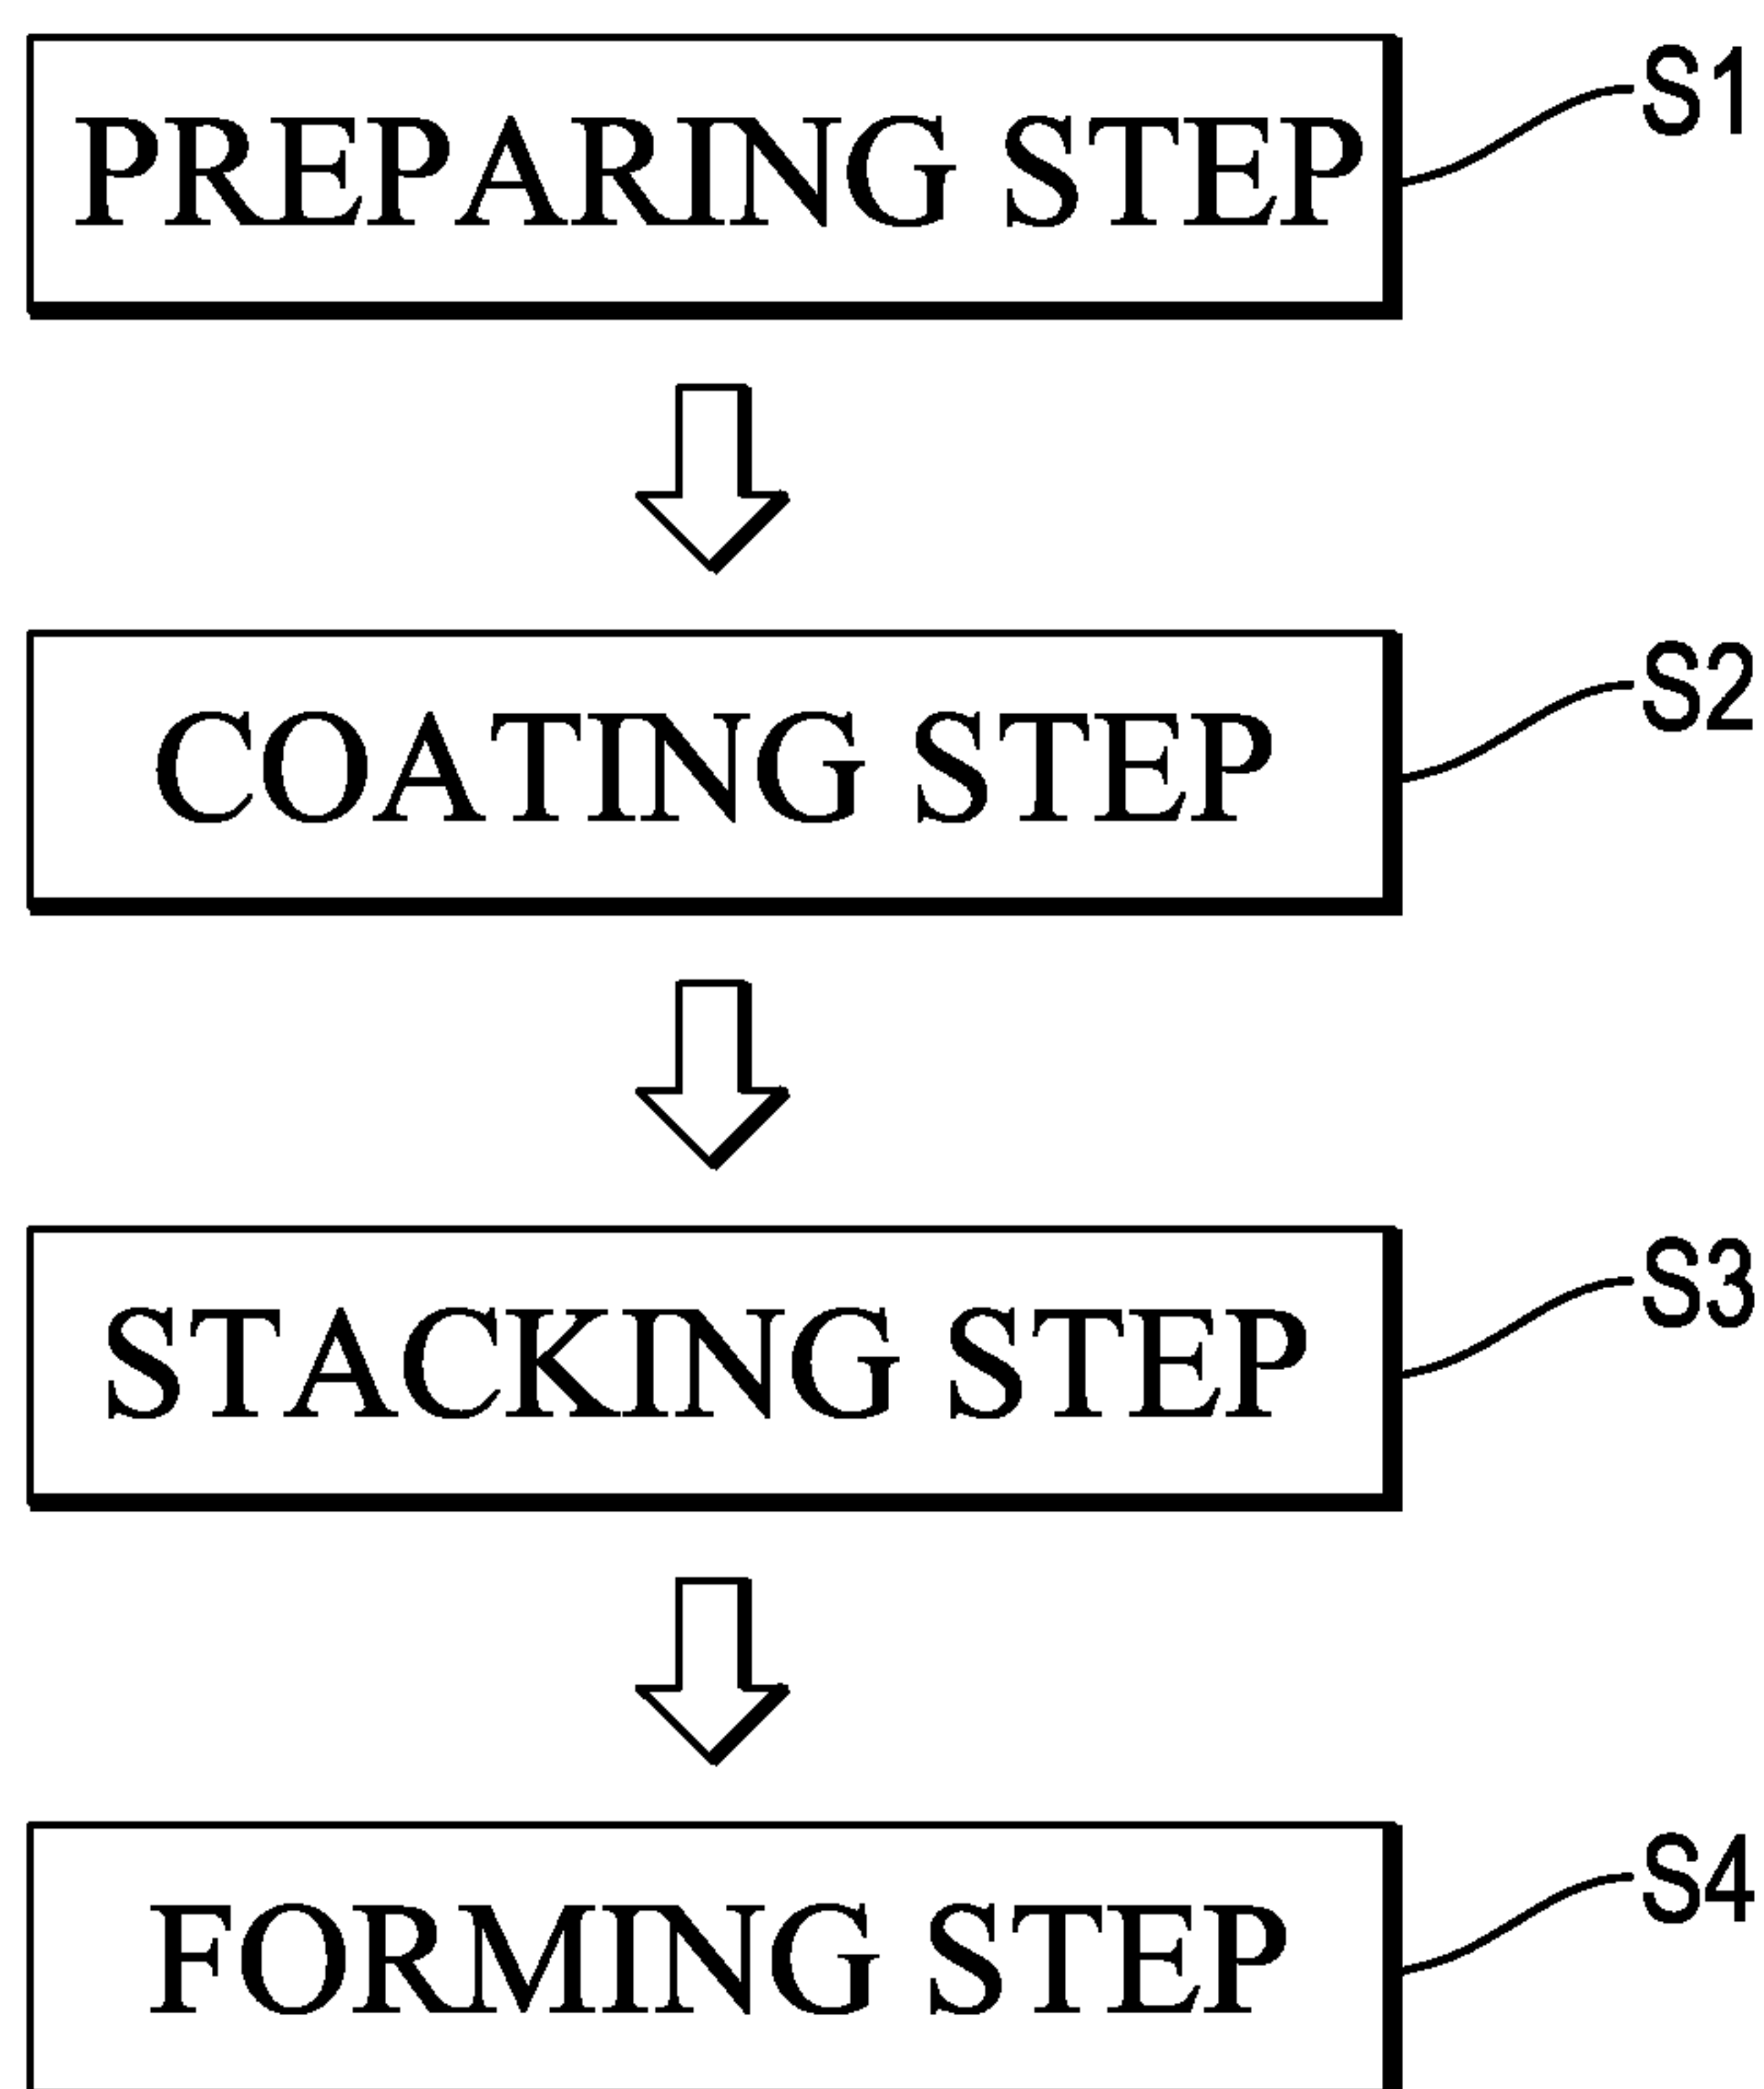 PREPARING STEP S1
COATING STEP S2
STACKING STEP S3
FORMING STEP S4